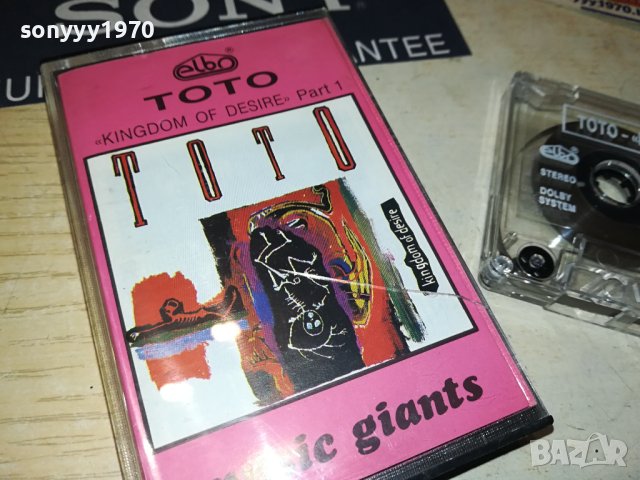 sonyyy1970
SONY
sonyyy1970
BAZAR
elbo ®
TOTO
«KINGDOM OF DESIRE» Part 1
TOTO
kingdom of desire
giants
TOTO - «
elbo
STEREO
DOLBY
SYSTEM